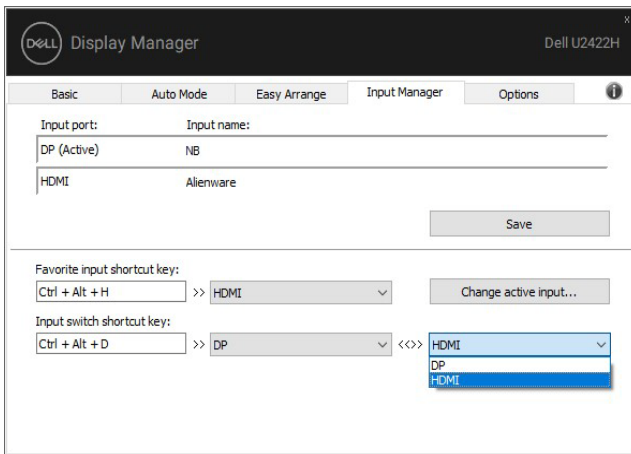 x
DELL Display Manager Dell U2422H
Basic Auto Mode Easy Arrange Input Manager Options i
Input port: Input name:
DP (Active) NB
HDMI Alienware
Save
Favorite input shortcut key:
Ctrl + Alt + H >> HDMI Change active input...
Input switch shortcut key:
Ctrl + Alt + D >> DP <<>> HDMI
DP
HDMI